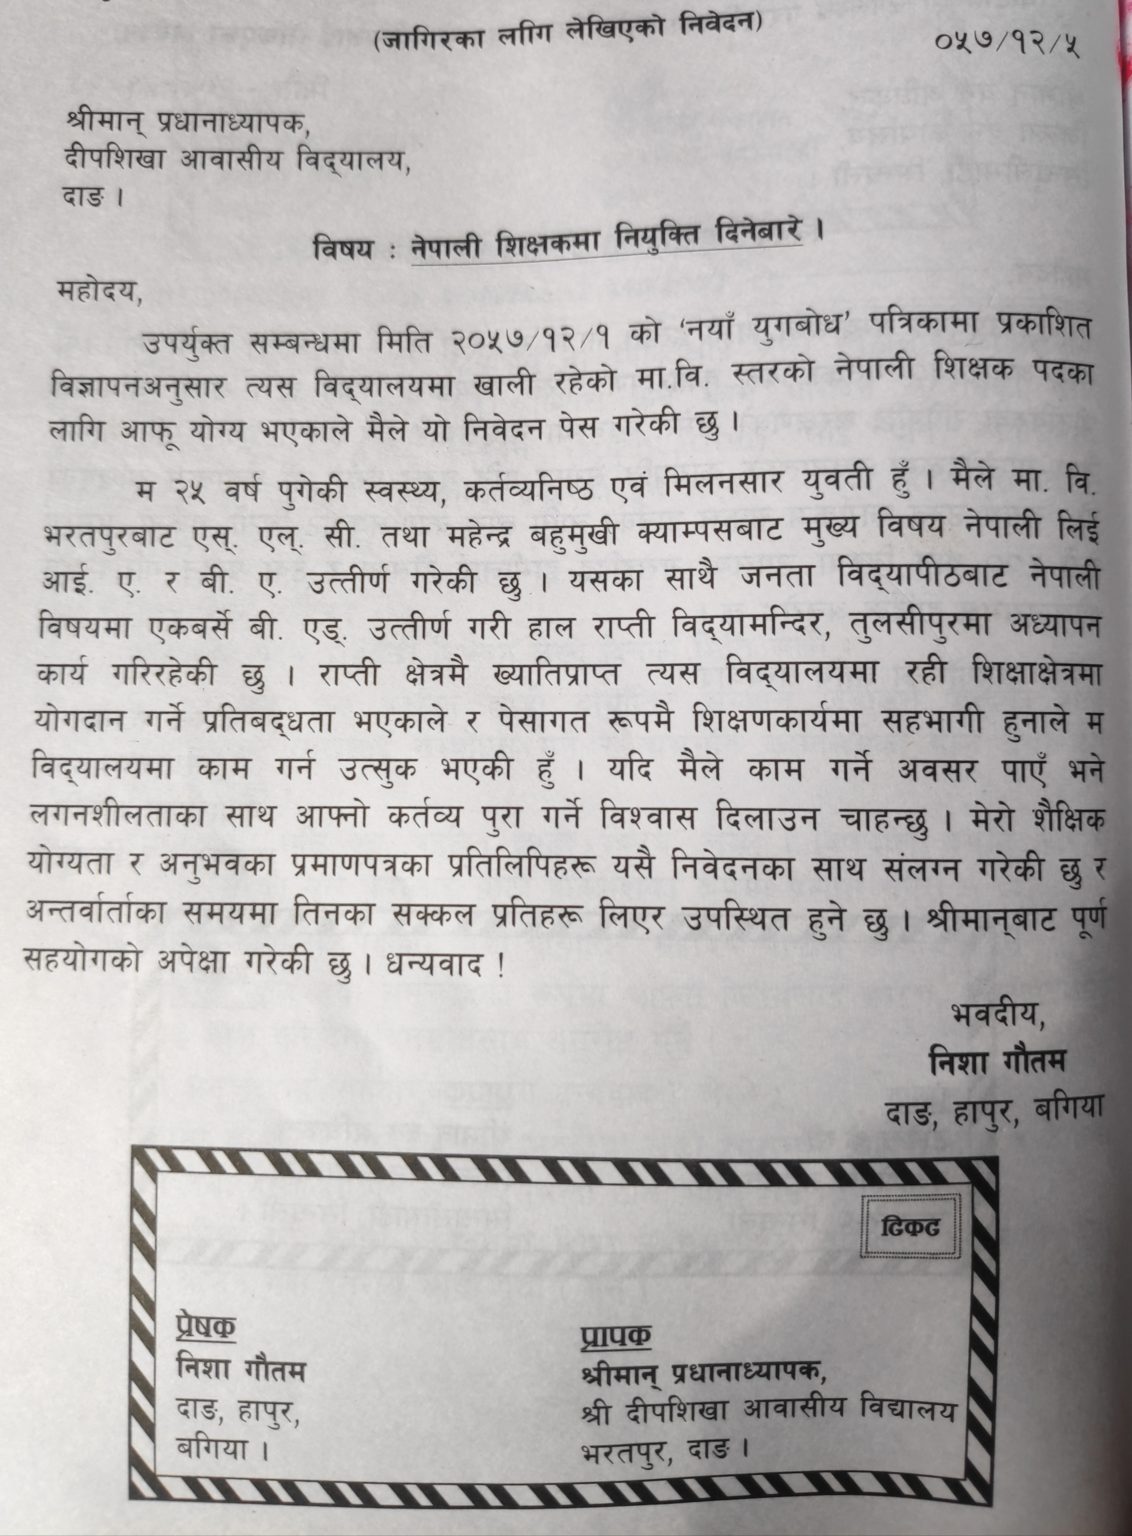 (जागिरका लागि लेखिएको निवेदन)
०५७/१२/५
श्रीमान् प्रधानाध्यापक,
दीपशिखा आवासीय विद्‌यालय,
दाङ ।
विषय : नेपाली शिक्षकमा नियुक्ति दिनेबारे ।
महोदय,
उपर्युक्त सम्बन्धमा मिति २०५७/१२/१ को ‘नयाँ युगबोध’ पत्रिकामा प्रकाशित
विज्ञापनअनुसार त्यस विद्‌यालयमा खाली रहेको मा.वि. स्तरको नेपाली शिक्षक पदका
लागि आफू योग्य भएकाले मैले यो निवेदन पेस गरेकी छु ।
म २५ वर्ष पुगेकी स्वस्थ्य, कर्तव्यनिष्ठ एवं मिलनसार युवती हुँ । मैले मा. वि.
भरतपुरबाट एस्. एल्. सी. तथा महेन्द्र बहुमुखी क्याम्पसबाट मुख्य विषय नेपाली लिई
आई. ए. र बी. ए. उत्तीर्ण गरेकी छु । यसका साथै जनता विद्‌यापीठबाट नेपाली
विषयमा एकबर्से बी. एड्. उत्तीर्ण गरी हाल राप्ती विद्‌यामन्दिर, तुलसीपुरमा अध्यापन
कार्य गरिरहेकी छु । राप्ती क्षेत्रमै ख्यातिप्राप्त त्यस विद्‌यालयमा रही शिक्षाक्षेत्रमा
योगदान गर्ने प्रतिबद्‌धता भएकाले र पेसागत रूपमै शिक्षणकार्यमा सहभागी हुनाले म
विद्‌यालयमा काम गर्न उत्सुक भएकी हुँ । यदि मैले काम गर्ने अवसर पाएँ भने
लगनशीलताका साथ आफ्नो कर्तव्य पुरा गर्ने विश्वास दिलाउन चाहन्छु । मेरो शैक्षिक
योग्यता र अनुभवका प्रमाणपत्रका प्रतिलिपिहरू यसै निवेदनका साथ संलग्न गरेकी छु र
अन्तर्वार्ताका समयमा तिनका सक्कल प्रतिहरू लिएर उपस्थित हुने छु । श्रीमान्‌बाट पूर्ण
सहयोगको अपेक्षा गरेकी छु । धन्यवाद !
भवदीय,
निशा गौतम
दाङ, हापुर, बगिया
टिकट
प्रेषक
निशा गौतम
दाङ, हापुर,
बगिया ।
प्रापक
श्रीमान् प्रधानाध्यापक,
श्री दीपशिखा आवासीय विद्यालय
भरतपुर, दाङ ।